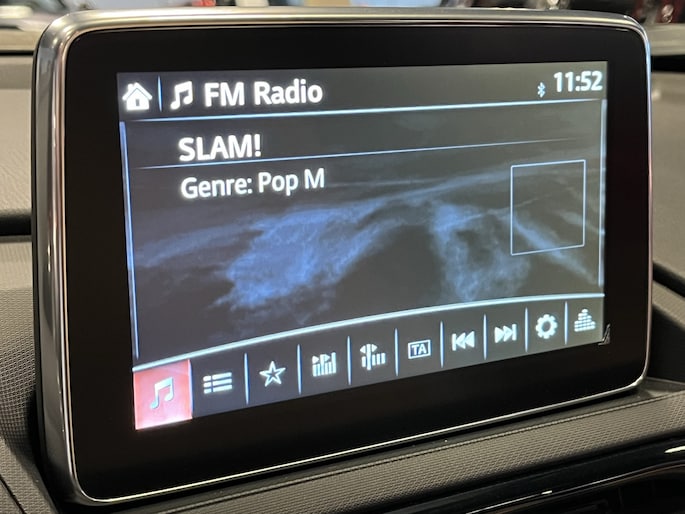 FM Radio
11:52
SLAM!
Genre: Pop M
TA